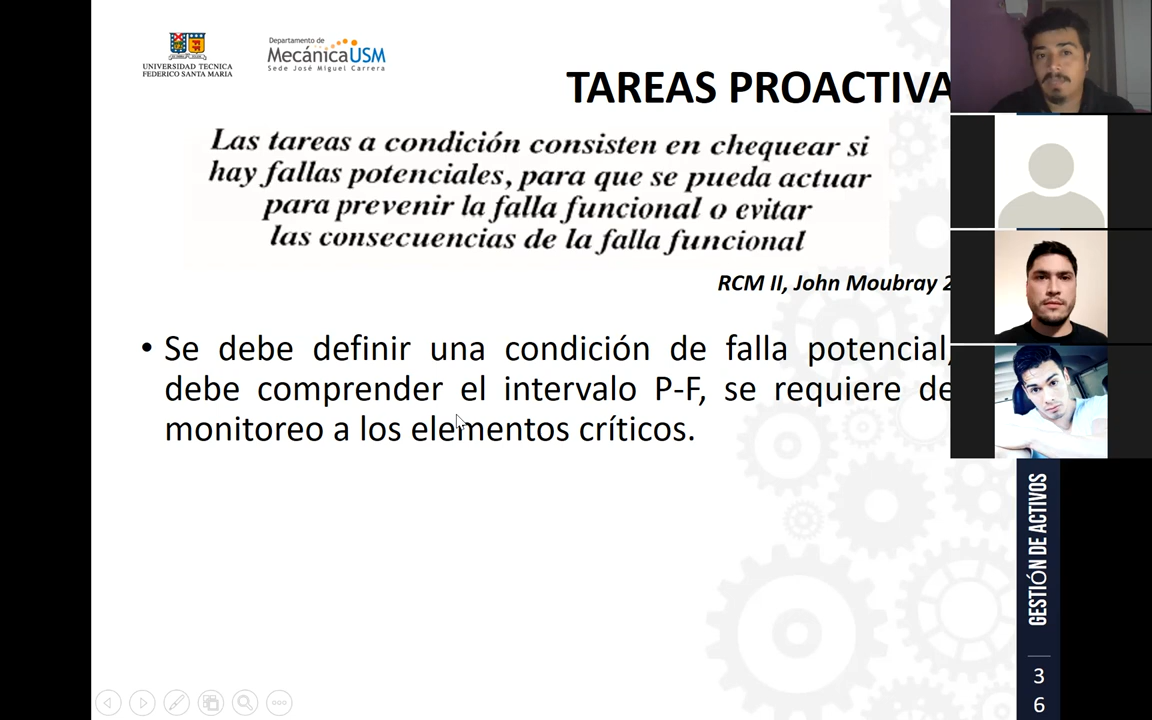 UNIVERSIDAD TECNICA
FEDERICO SANTA MARIA
Departamento de
MecánicaUSM
Sede José Miguel Carrera
TAREAS PROACTIVA
Las tareas a condición consisten en chequear si
hay fallas potenciales, para que se pueda actuar
para prevenir la falla funcional o evitar
las consecuencias de la falla funcional
RCM II, John Moubray 2
• Se debe definir una condición de falla potencial,
debe comprender el intervalo P-F, se requiere de
monitoreo a los elementos críticos.
GESTIÓN DE ACTIVOS
3
6